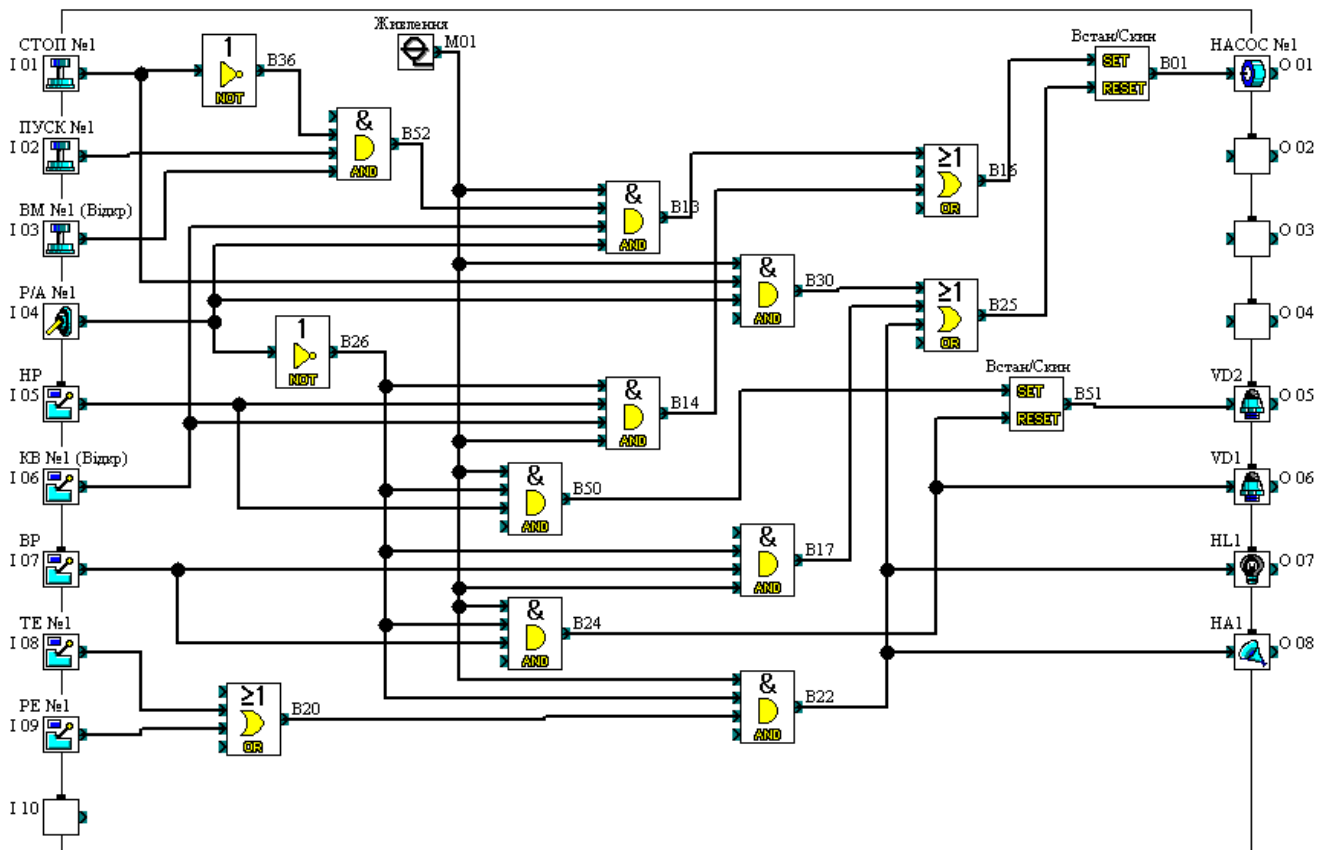 Живлення
M01
СТОП №1
I 01
1
NOT
B36
Встан/Скин
SET
RESET
B01
НАСОС №1
O 01
ПУСК №1
I 02
&
AND
B52
≥1
OR
B16
O 02
ВМ №1 (Відкр)
I 03
&
AND
B13
O 03
Р/А №1
I 04
1
NOT
B26
&
AND
B30
≥1
OR
B25
O 04
НР
I 05
&
AND
B14
Встан/Скин
SET
RESET
B51
VD2
O 05
КВ №1 (Відкр)
I 06
&
AND
B50
VD1
O 06
ВР
I 07
&
AND
B17
HL1
O 07
ТЕ №1
I 08
&
AND
B24
HA1
O 08
РЕ №1
I 09
≥1
OR
B20
&
AND
B22
I 10